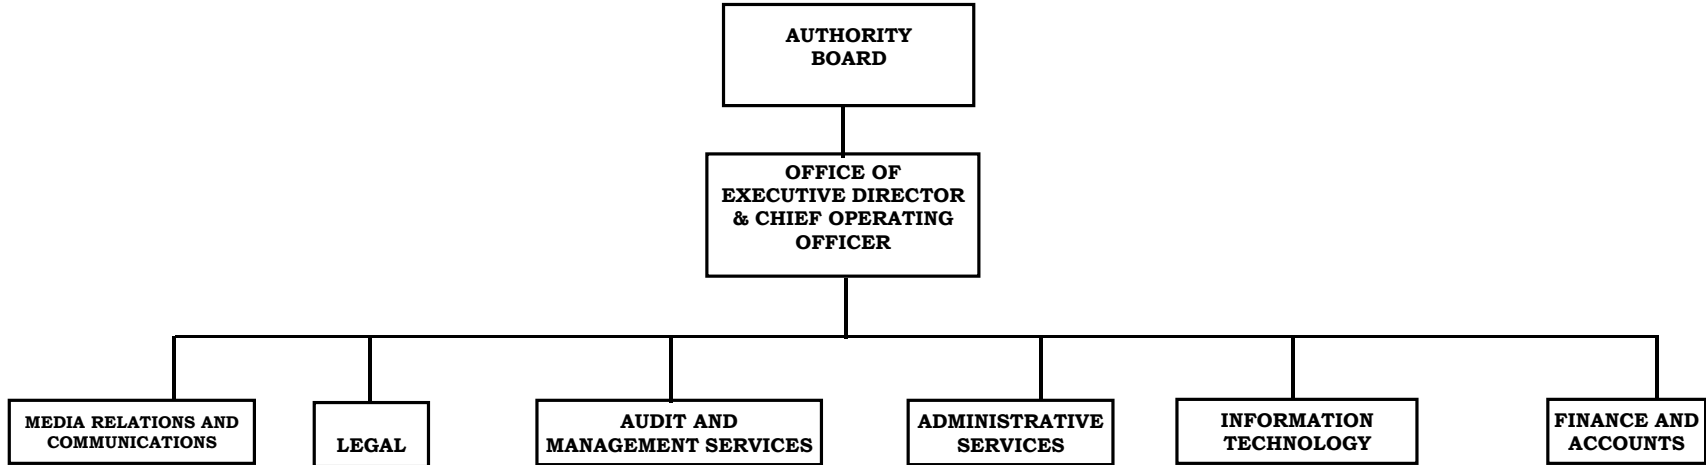 AUTHORITY
BOARD
OFFICE OF
EXECUTIVE DIRECTOR
& CHIEF OPERATING
OFFICER
MEDIA RELATIONS AND
COMMUNICATIONS
LEGAL
AUDIT AND
MANAGEMENT SERVICES
ADMINISTRATIVE
SERVICES
INFORMATION
TECHNOLOGY
FINANCE AND
ACCOUNTS